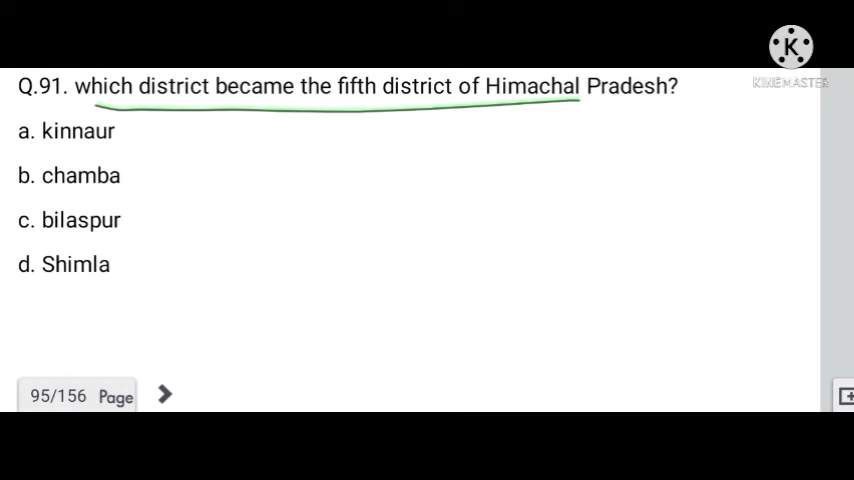 K
KINEMASTER
Q.91. which district became the fifth district of Himachal Pradesh?
a. kinnaur
b. chamba
c. bilaspur
d. Shimla
95/156 Page